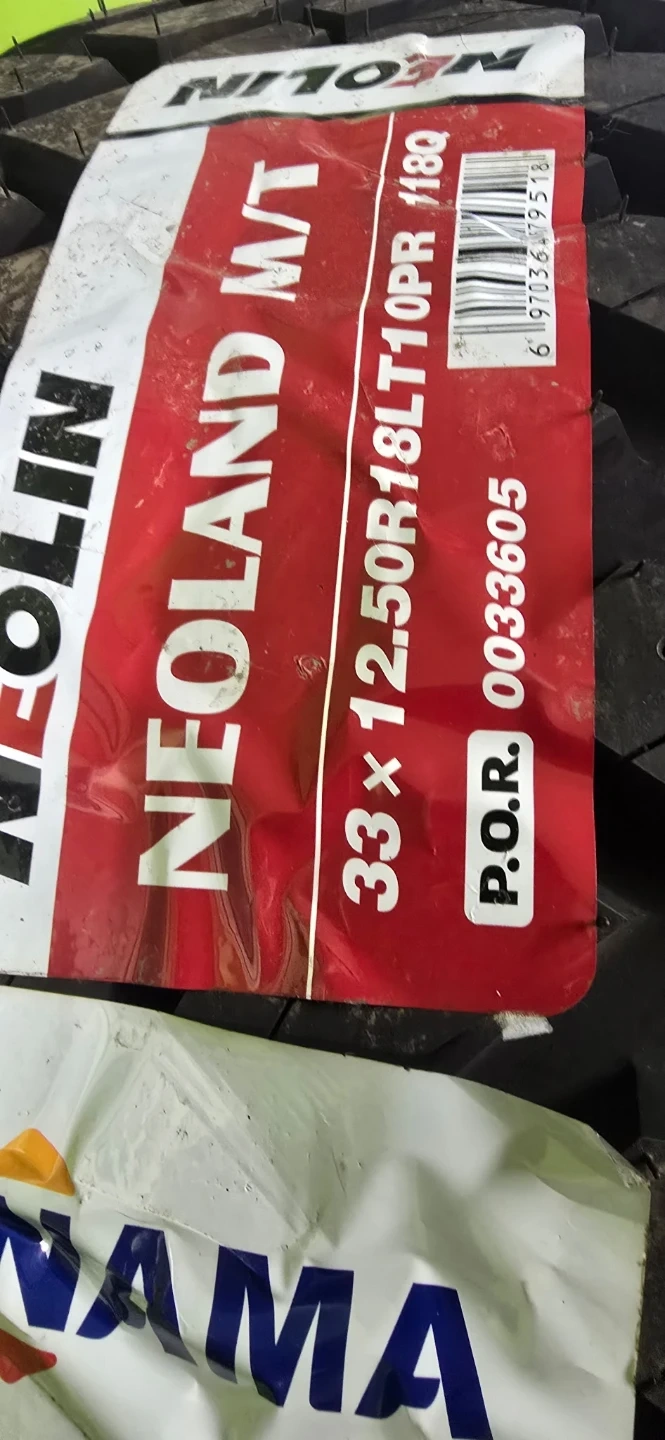 NEOLIN
NEOLIN
NEOLAND M/T
33×12.50R18LT10PR 118Q
P.O.R. 0033605
NAMA